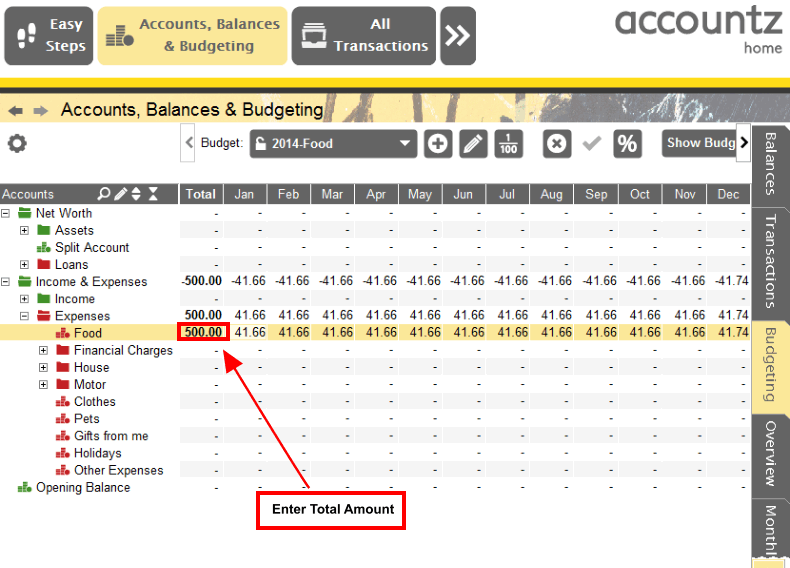 Easy
Steps
Accounts, Balances
& Budgeting
All
Transactions
accountz
home
Accounts, Balances & Budgeting
Budget: 2014-Food 1/100 % Show Budg
Accounts Total Jan Feb Mar Apr May Jun Jul Aug Sep Oct Nov Dec
Net Worth - - - - - - - - - - - - -
Assets - - - - - - - - - - - - -
Split Account - - - - - - - - - - - - -
Loans - - - - - - - - - - - - -
Income & Expenses -500.00 -41.66 -41.66 -41.66 -41.66 -41.66 -41.66 -41.66 -41.66 -41.66 -41.66 -41.66 -41.74
Income - - - - - - - - - - - - -
Expenses 500.00 41.66 41.66 41.66 41.66 41.66 41.66 41.66 41.66 41.66 41.66 41.66 41.74
Food 500.00 41.66 41.66 41.66 41.66 41.66 41.66 41.66 41.66 41.66 41.66 41.66 41.74
Financial Charges - - - - - - - - - - - - -
House - - - - - - - - - - - - -
Motor - - - - - - - - - - - - -
Clothes - - - - - - - - - - - - -
Pets - - - - - - - - - - - - -
Gifts from me - - - - - - - - - - - - -
Holidays - - - - - - - - - - - - -
Other Expenses - - - - - - - - - - - - -
Opening Balance - - - - - - - - - - - - -
Enter Total Amount
Balances
Transactions
Budgeting
Overview
Monthl